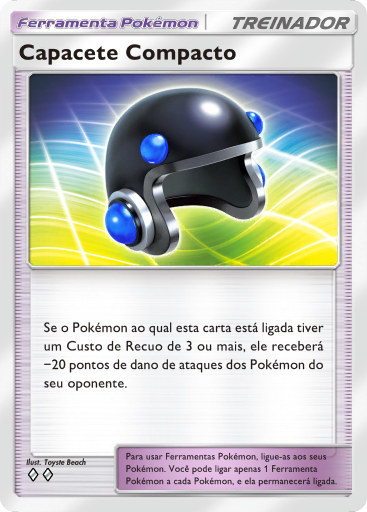 Ferramenta Pokémon
TREINADOR
Capacete Compacto
Se o Pokémon ao qual esta carta está ligada tiver
um Custo de Recuo de 3 ou mais, ele receberá
−20 pontos de dano de ataques dos Pokémon do
seu oponente.
Ilust. Toyste Beach
Para usar Ferramentas Pokémon, ligue-as aos seus
Pokémon. Você pode ligar apenas 1 Ferramenta
Pokémon a cada Pokémon, e ela permanecerá ligada.